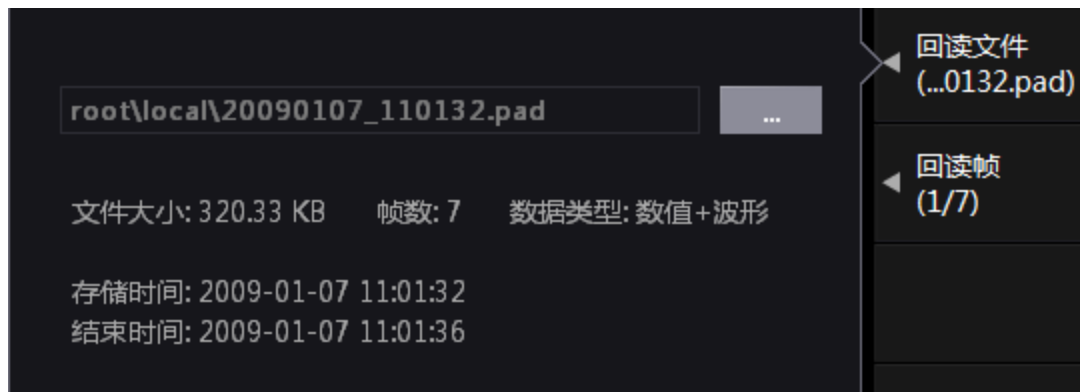 root\local\20090107_110132.pad
...
文件大小: 320.33 KB 帧数: 7 数据类型: 数值+波形
存储时间: 2009-01-07 11:01:32
结束时间: 2009-01-07 11:01:36
回读文件
(...0132.pad)
回读帧
(1/7)